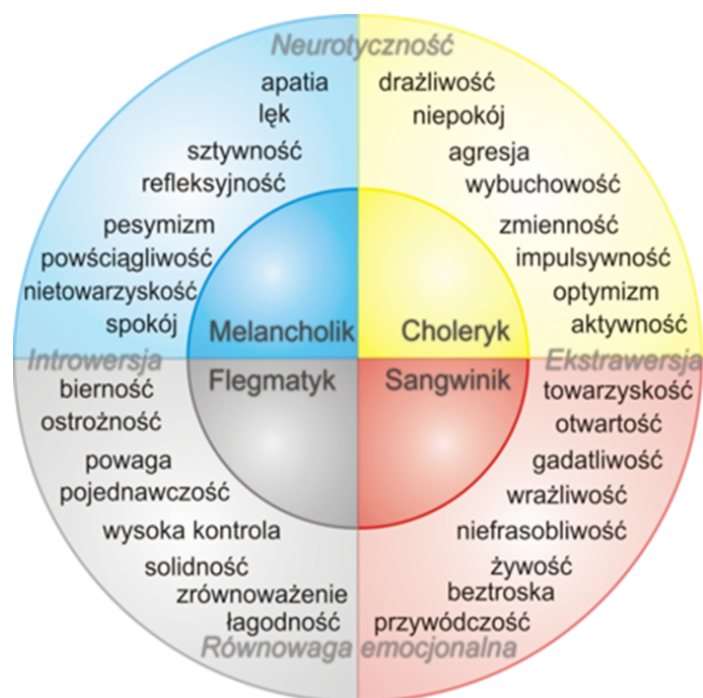 Neurotyczność
apatia
lęk
sztywność
refleksyjność
pesymizm
powściągliwość
nietowarzyskość
spokój
Melancholik
drażliwość
niepokój
agresja
wybuchowość
zmienność
impulsywność
optymizm
aktywność
Choleryk
Introwersja
Ekstrawersja
Flegmatyk
bierność
ostrożność
powaga
pojednawczość
wysoka kontrola
solidność
zrównoważenie
łagodność
Sangwinik
towarzyskość
otwartość
gadatliwość
wrażliwość
niefrasobliwość
żywość
beztroska
przywódczość
Równowaga emocjonalna